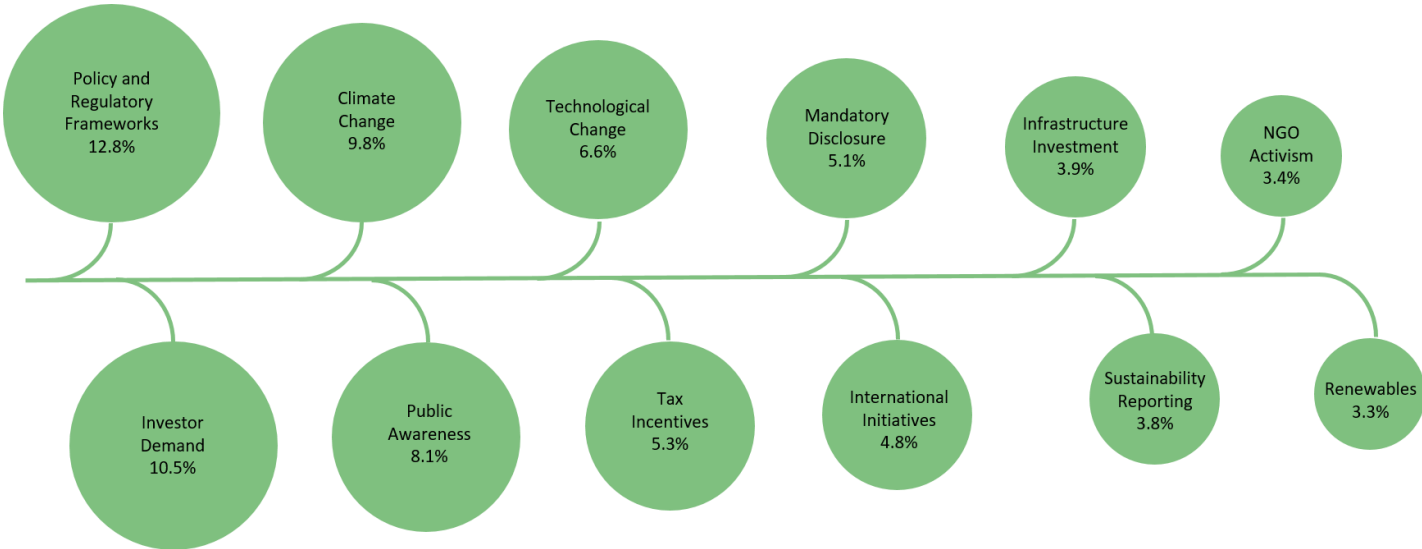 Policy and
Regulatory
Frameworks
12.8%
Climate
Change
9.8%
Technological
Change
6.6%
Mandatory
Disclosure
5.1%
Infrastructure
Investment
3.9%
NGO
Activism
3.4%
Investor
Demand
10.5%
Public
Awareness
8.1%
Tax
Incentives
5.3%
International
Initiatives
4.8%
Sustainability
Reporting
3.8%
Renewables
3.3%